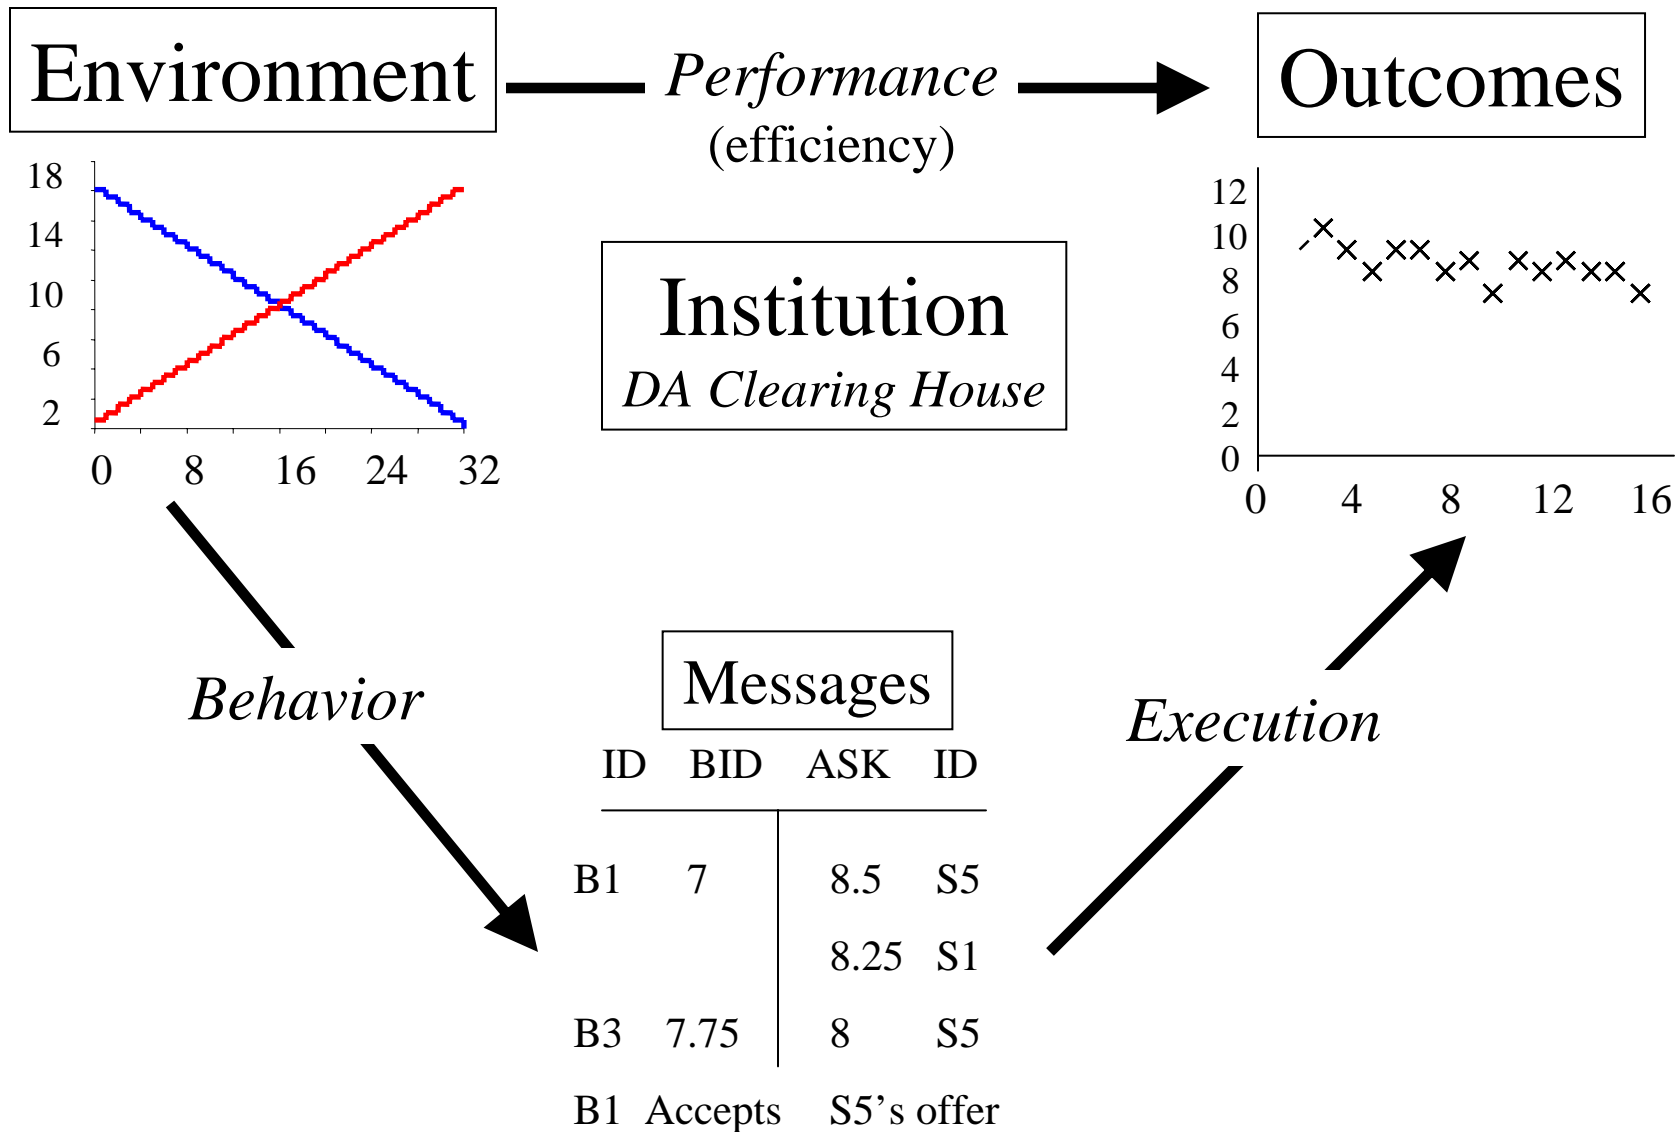 Environment
Performance
(efficiency)
Outcomes
18
14
10
6
2
0 8 16 24 32
Institution
DA Clearing House
12
10
8
6
4
2
0
0 4 8 12 16
Behavior
Messages
Execution
ID BID ASK ID
B1 7 8.5 S5
8.25 S1
B3 7.75 8 S5
B1 Accepts S5’s offer